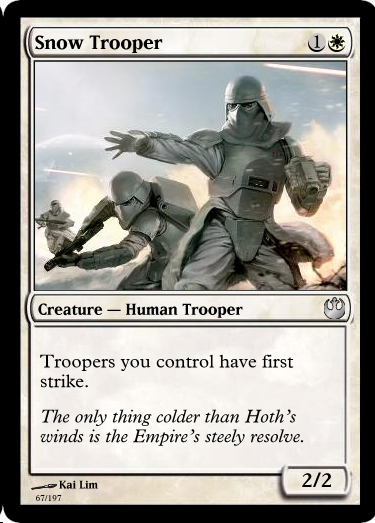 Snow Trooper
1
Creature — Human Trooper
Troopers you control have first
strike.
The only thing colder than Hoth's
winds is the Empire's steely resolve.
Kai Lim
2/2
67/197